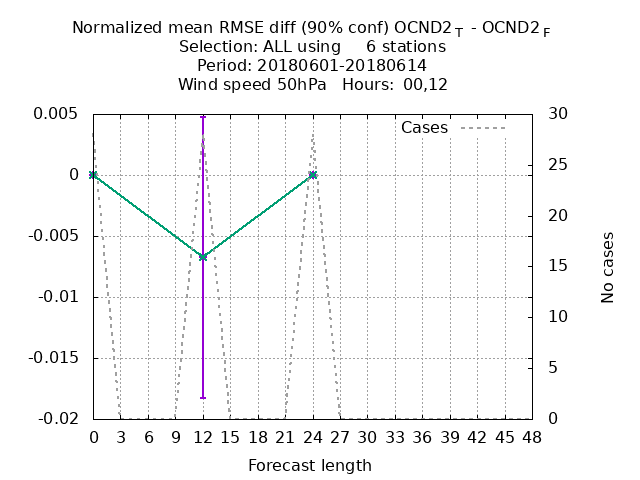 Normalized mean RMSE diff (90% conf) OCND2 T - OCND2 F
Selection: ALL using 6 stations
Period: 20180601-20180614
Wind speed 50hPa Hours: 00,12
Cases
0.005
0
-0.005
-0.01
-0.015
-0.02
30
25
20
15
10
5
0
No cases
0 3 6 9 12 15 18 21 24 27 30 33 36 39 42 45 48
Forecast length